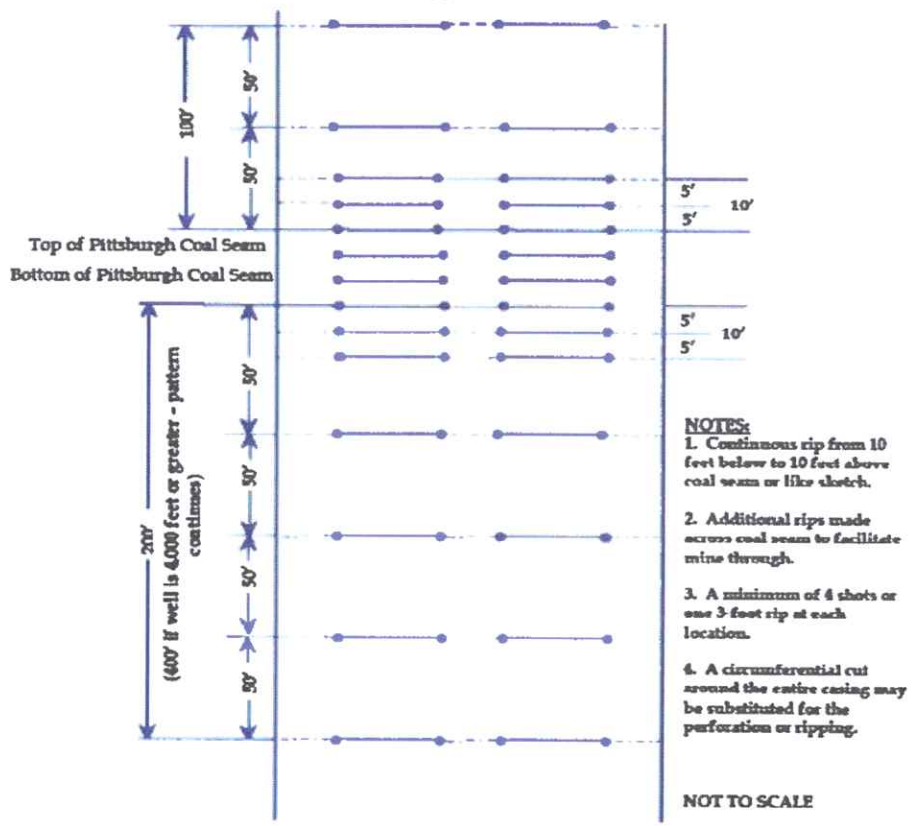 100'
50'
50'
5'
10'
5'
Top of Pittsburgh Coal Seam
Bottom of Pittsburgh Coal Seam
5'
10'
5'
200'
(400' if well is 4,000 feet or greater - pattern
continues)
50'
50'
50'
50'
NOTES:
1. Continuous rip from 10
feet below to 10 feet above
coal seam or like sketch.
2. Additional rips made
across coal seam to facilitate
mine through.
3. A minimum of 4 shots or
one 3-foot rip at each
location.
4. A circumferential cut
around the entire casing may
be substituted for the
perforation or ripping.
NOT TO SCALE